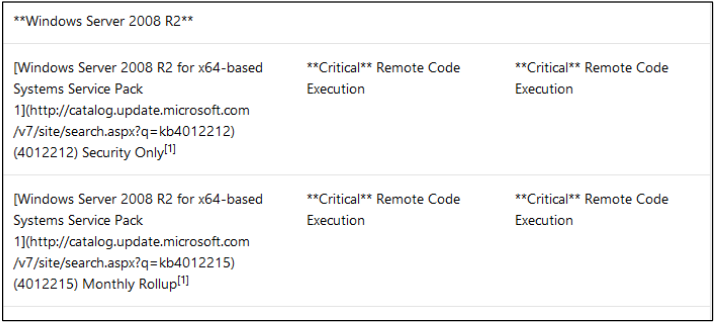 **Windows Server 2008 R2**
[Windows Server 2008 R2 for x64-based
Systems Service Pack
1](http://catalog.update.microsoft.com
/v7/site/search.aspx?q=kb4012212)
(4012212) Security Only[1]
**Critical** Remote Code
Execution
**Critical** Remote Code
Execution
[Windows Server 2008 R2 for x64-based
Systems Service Pack
1](http://catalog.update.microsoft.com
/v7/site/search.aspx?q=kb4012215)
(4012215) Monthly Rollup[1]
**Critical** Remote Code
Execution
**Critical** Remote Code
Execution